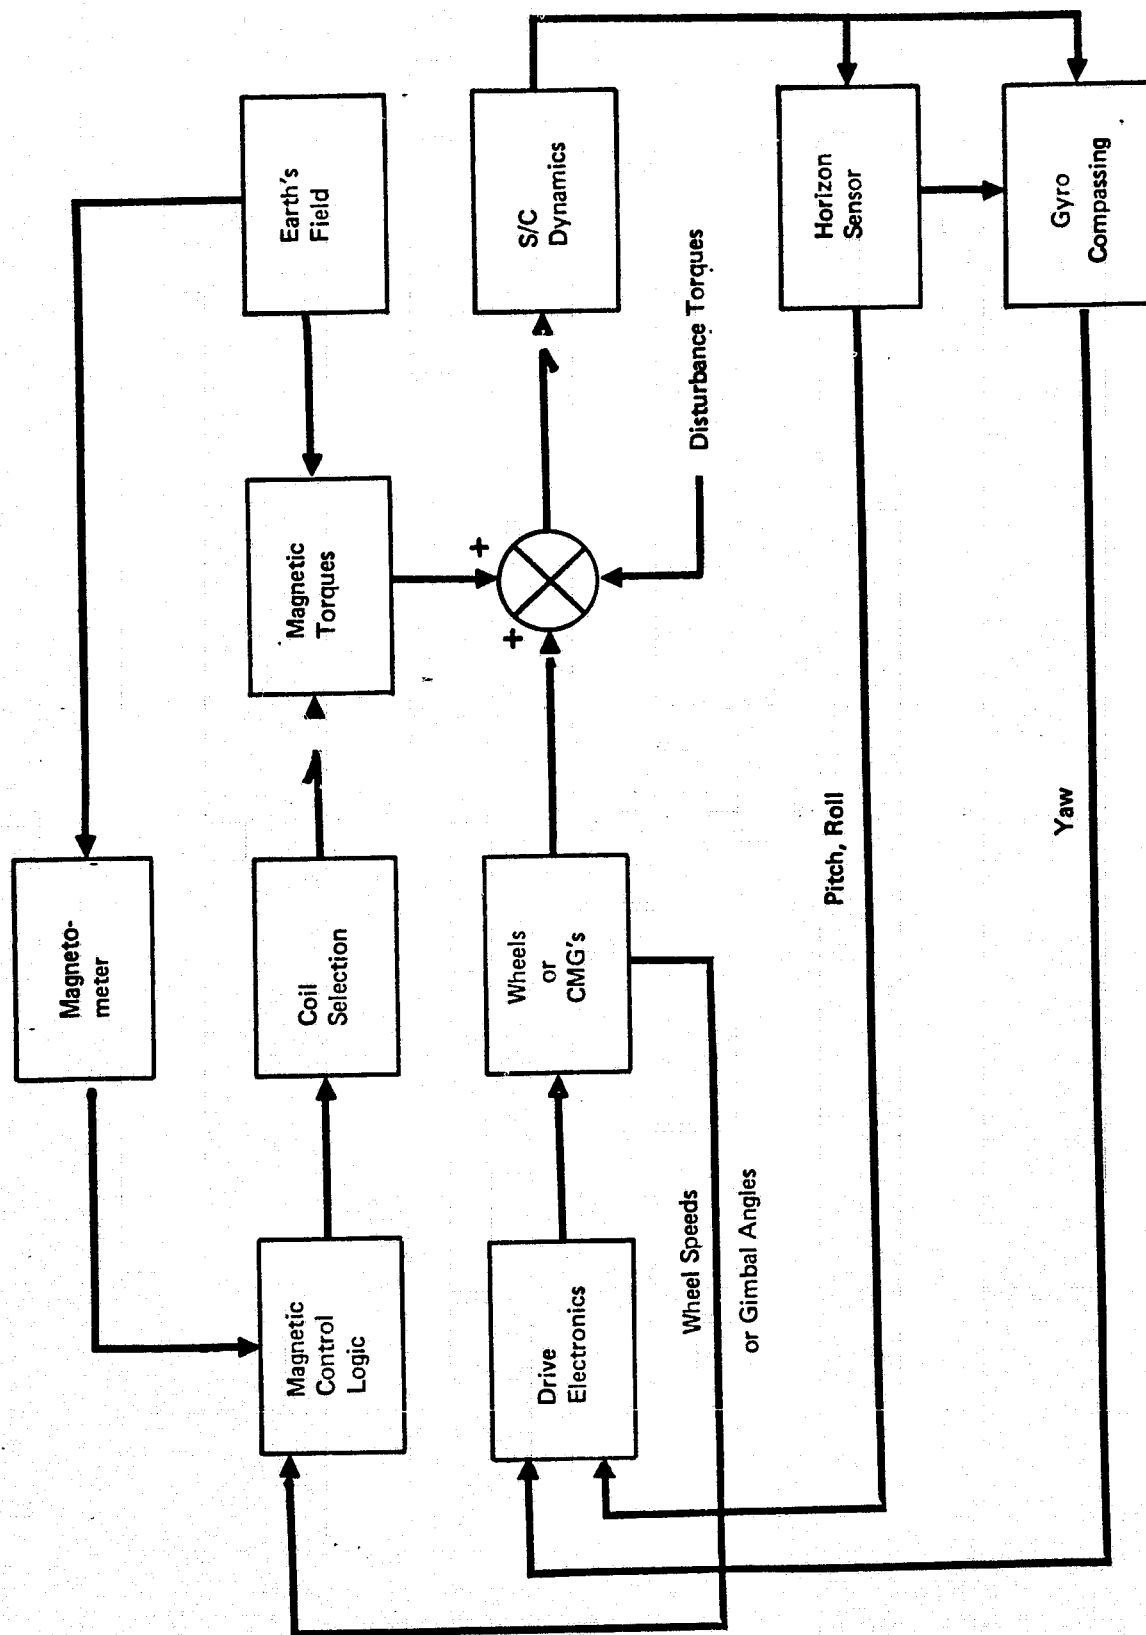 Magneto-
meter
Earth's
Field
Magnetic
Control
Logic
Coil
Selection
Magnetic
Torques
+
+
Drive
Electronics
Wheels
or
CMG's
S/C
Dynamics
Wheel Speeds
or Gimbal Angles
Disturbance Torques
Pitch, Roll
Horizon
Sensor
Yaw
Gyro
Compassing